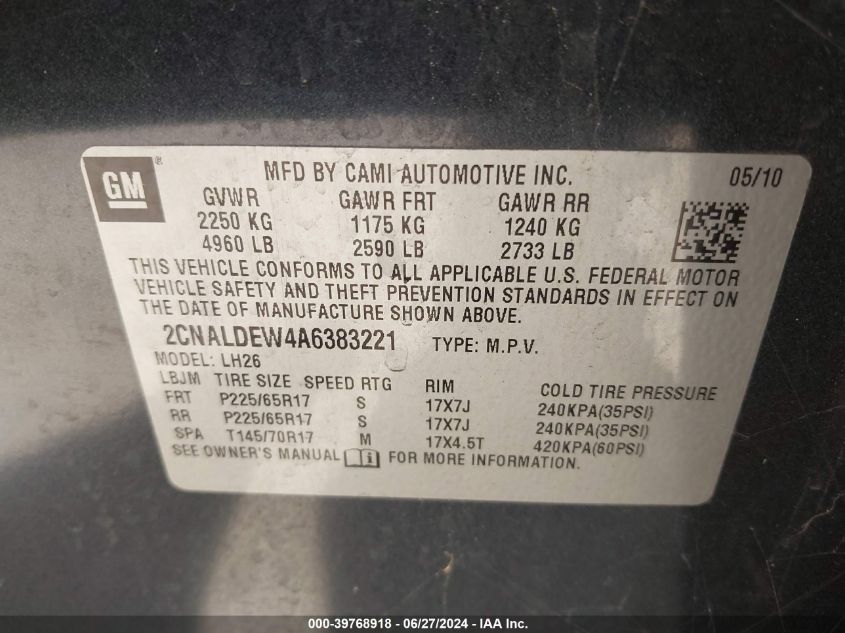 GM ®
MFD BY CAMI AUTOMOTIVE INC. 05/10
GVWR GAWR FRT GAWR RR
2250 KG 1175 KG 1240 KG
4960 LB 2590 LB 2733 LB
THIS VEHICLE CONFORMS TO ALL APPLICABLE U.S. FEDERAL MOTOR
VEHICLE SAFETY AND THEFT PREVENTION STANDARDS IN EFFECT ON
THE DATE OF MANUFACTURE SHOWN ABOVE.
2CNALDEW4A6383221 TYPE: M.P.V.
MODEL: LH26
LBJM TIRE SIZE SPEED RTG RIM COLD TIRE PRESSURE
FRT P225/65R17 S 17X7J 240KPA(35PSI)
RR P225/65R17 S 17X7J 240KPA(35PSI)
SPA T145/70R17 M 17X4.5T 420KPA(60PSI)
SEE OWNER'S MANUAL FOR MORE INFORMATION.
000-39768918 - 06/27/2024 - IAA Inc.